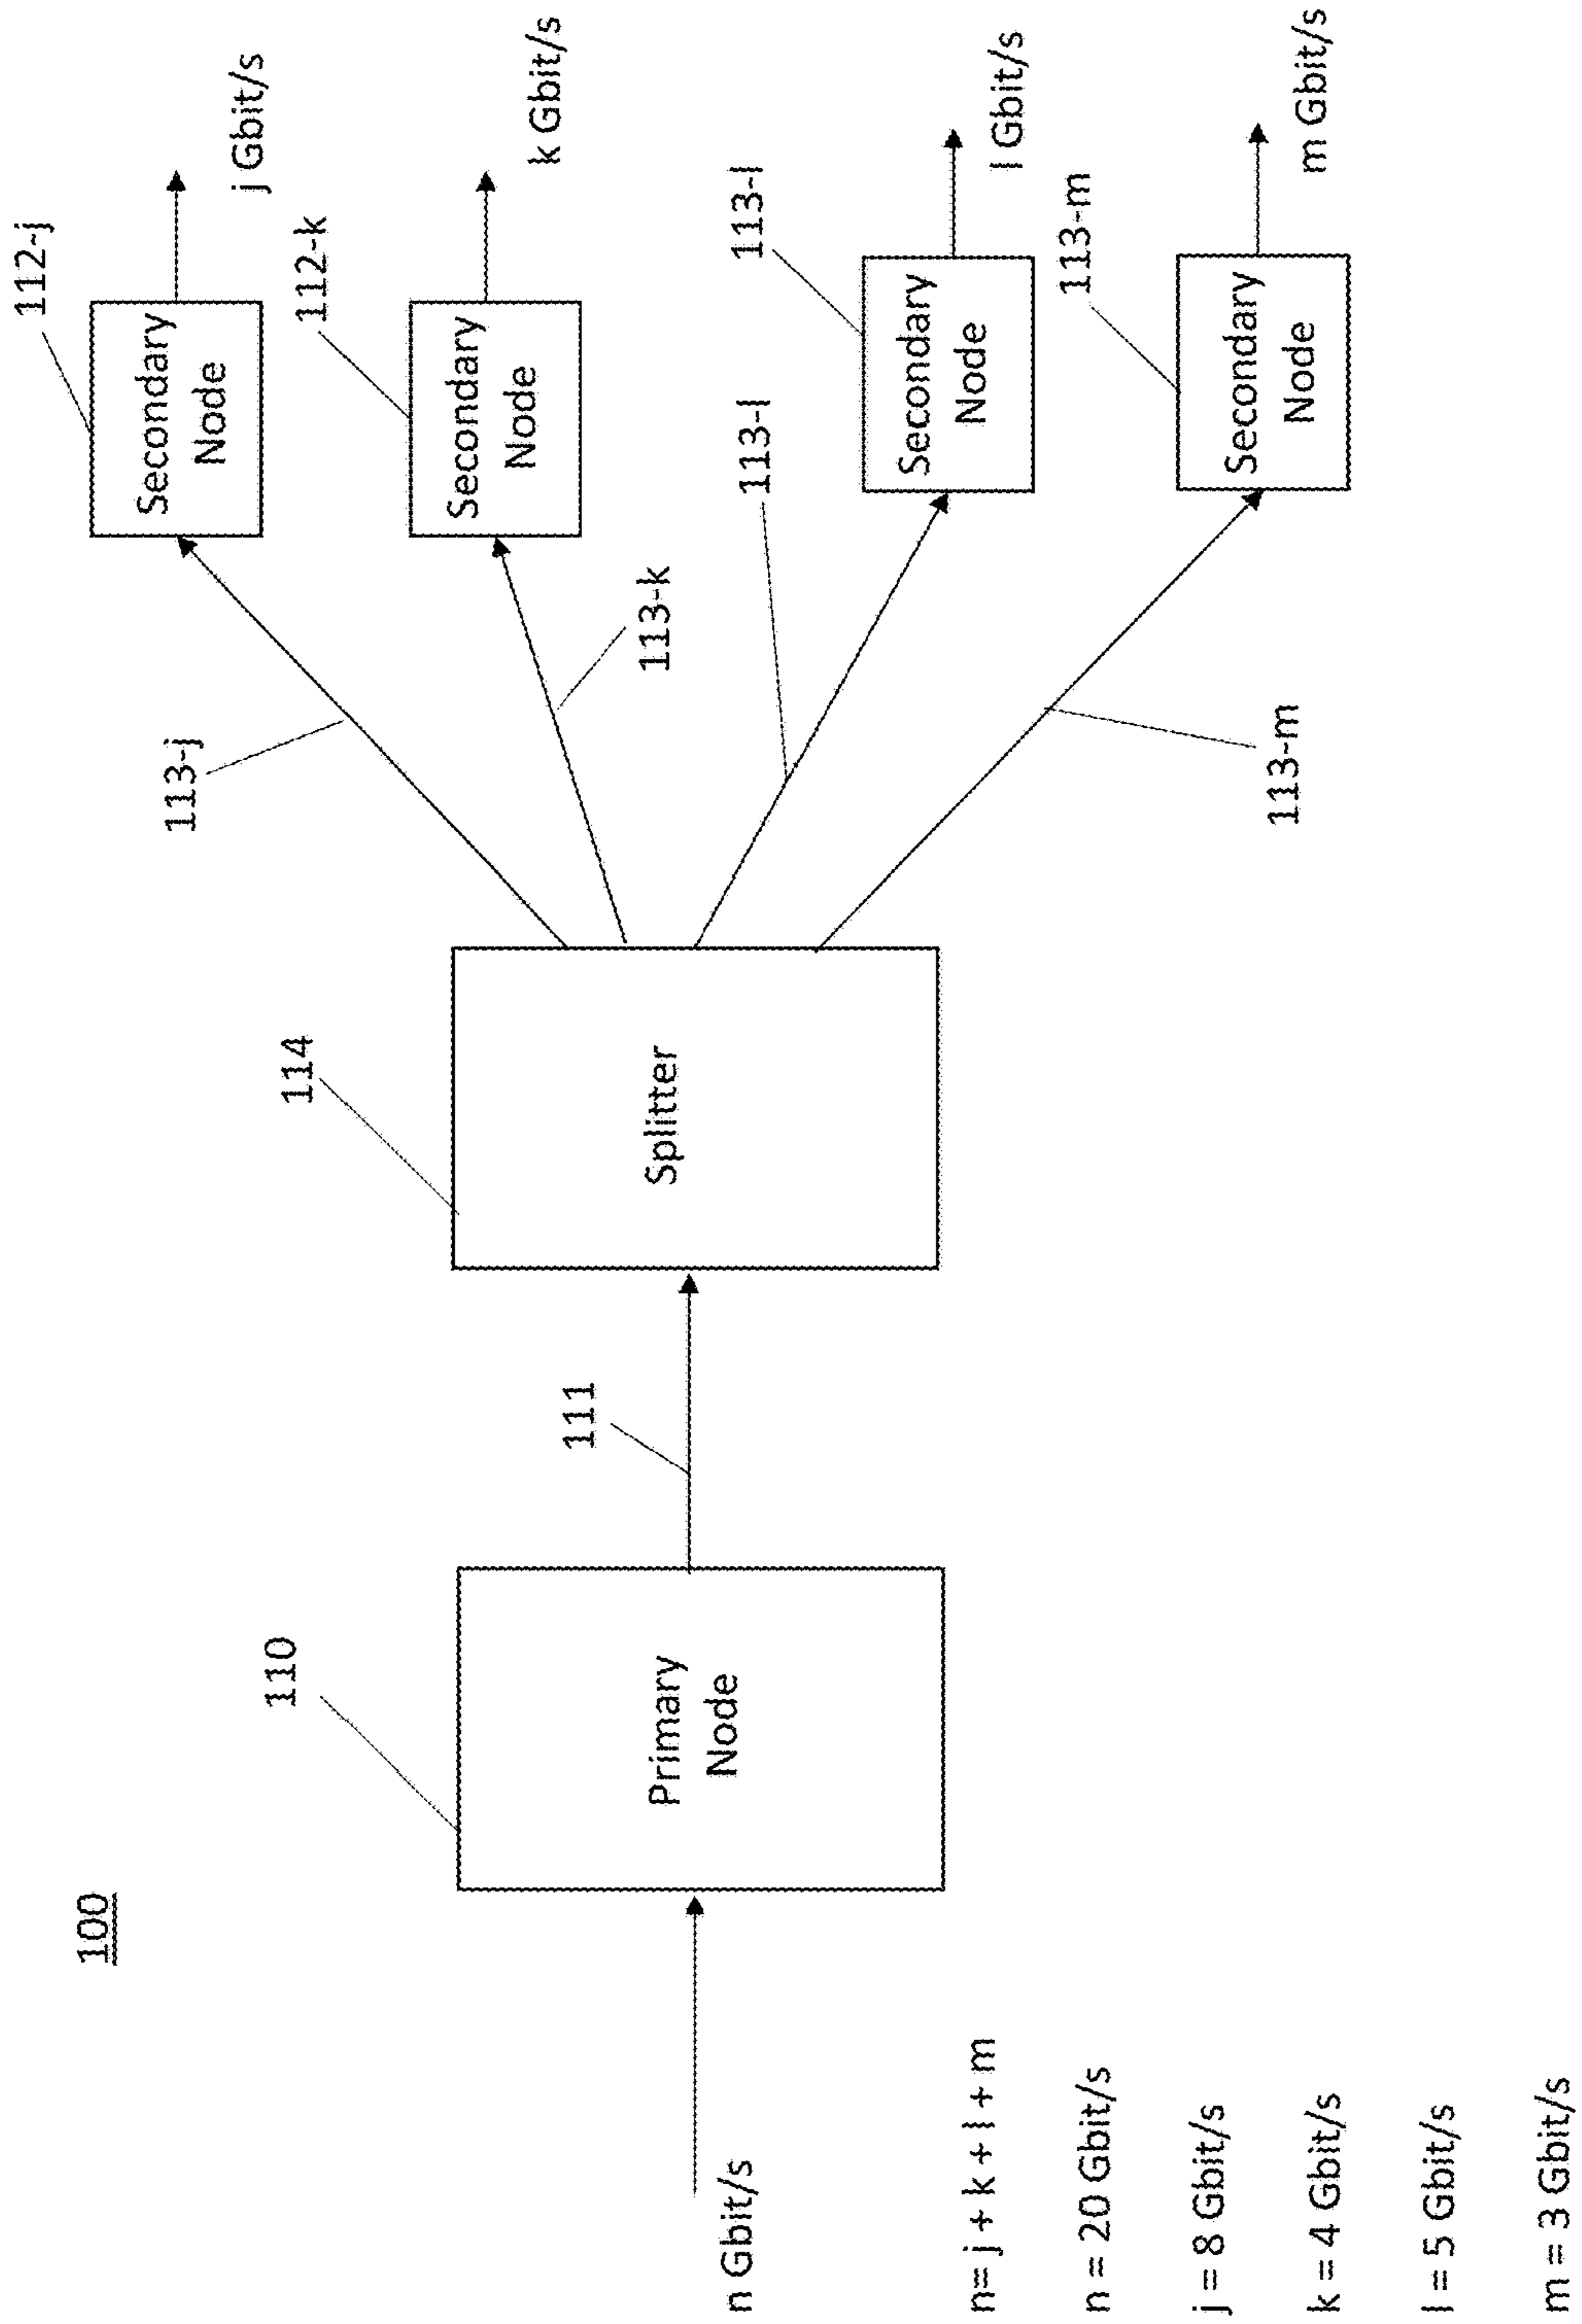 100
n Gbit/s
110
Primary
Node
111
114
Splitter
113-j
113-k
113-l
113-m
112-j
Secondary
Node
j Gbit/s
112-k
Secondary
Node
k Gbit/s
113-l
Secondary
Node
l Gbit/s
113-m
Secondary
Node
m Gbit/s
n= j + k + l + m
n = 20 Gbit/s
j = 8 Gbit/s
k = 4 Gbit/s
l = 5 Gbit/s
m = 3 Gbit/s